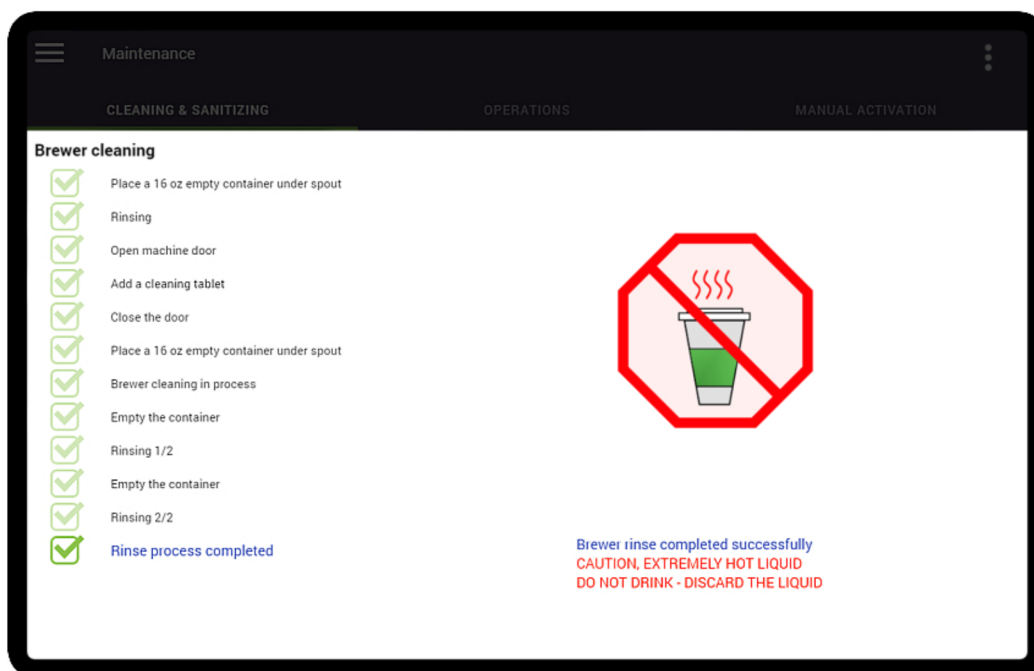 Maintenance
CLEANING & SANITIZING
OPERATIONS
MANUAL ACTIVATION
Brewer cleaning
Place a 16 oz empty container under spout
Rinsing
Open machine door
Add a cleaning tablet
Close the door
Place a 16 oz empty container under spout
Brewer cleaning in process
Empty the container
Rinsing 1/2
Empty the container
Rinsing 2/2
Rinse process completed
Brewer rinse completed successfully
CAUTION, EXTREMELY HOT LIQUID
DO NOT DRINK - DISCARD THE LIQUID